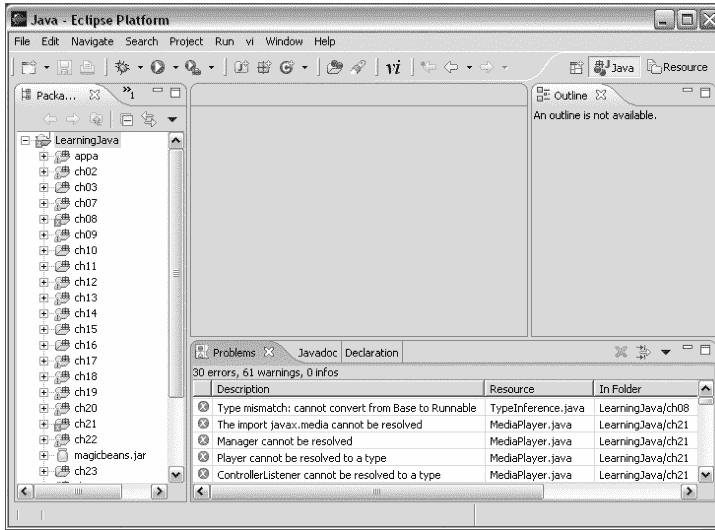 Java - Eclipse Platform
File Edit Navigate Search Project Run vi Window Help
vi Java Resource
Packa... 1
LearningJava
appa
ch02
ch03
ch07
ch08
ch09
ch10
ch11
ch12
ch13
ch14
ch15
ch16
ch17
ch18
ch19
ch20
ch21
ch22
magicbeans.jar
ch23
Outline
An outline is not available.
Problems Javadoc Declaration
30 errors, 61 warnings, 0 infos
Description Resource In Folder
Type mismatch: cannot convert from Base to Runnable TypeInference.java LearningJava/ch08
The import javax.media cannot be resolved MediaPlayer.java LearningJava/ch21
Manager cannot be resolved MediaPlayer.java LearningJava/ch21
Player cannot be resolved to a type MediaPlayer.java LearningJava/ch21
ControllerListener cannot be resolved to a type MediaPlayer.java LearningJava/ch21